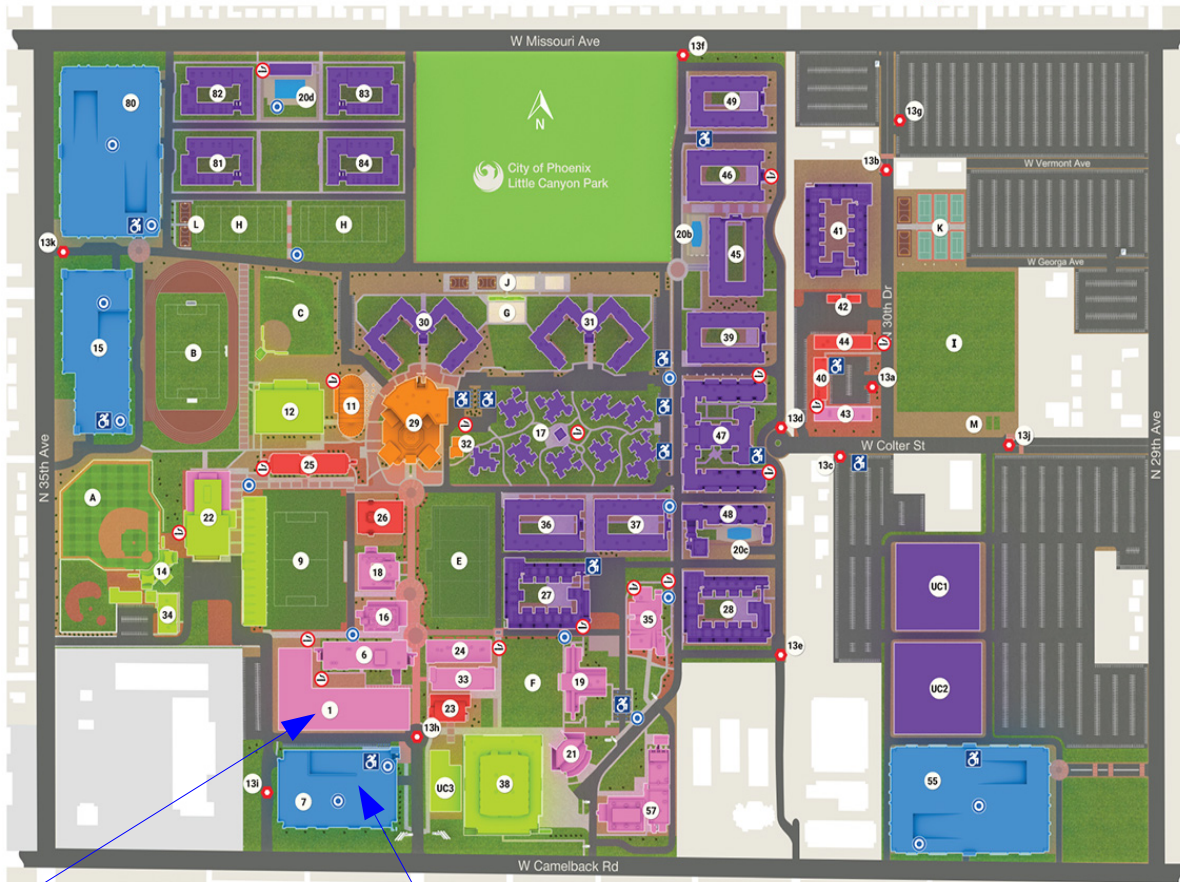 W Missouri Ave
13f
80
82
20d
83
49
13g
N
81
84
City of Phoenix
Little Canyon Park
46
13b
W Vermont Ave
L
H
H
20b
41
K
13k
45
W Georga Ave
J
15
C
G
42
30
31
B
39
44
N 30th Dr
I
40
13a
12
11
29
43
17
47
13d
M
32
W Colter St
13j
25
13c
N 35th Ave
N 29th Ave
A
22
26
36
37
48
20c
14
9
18
E
27
UC1
34
16
35
28
6
24
F
19
13e
33
UC2
1
23
13h
21
55
13i
7
UC3
38
57
W Camelback Rd